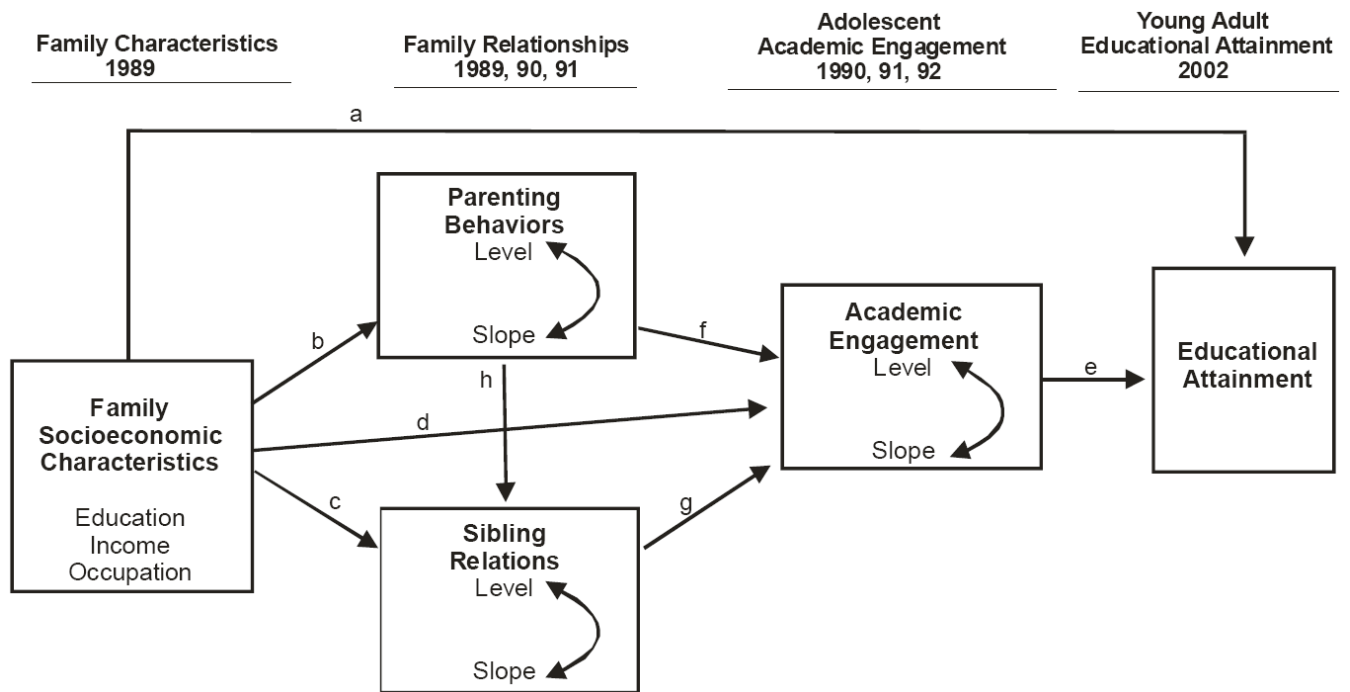 Family Characteristics
1989
Family Relationships
1989, 90, 91
Adolescent
Academic Engagement
1990, 91, 92
Young Adult
Educational Attainment
2002
a
Parenting
Behaviors
Level
Slope
b
f
h
d
c
g
e
Family
Socioeconomic
Characteristics
Education
Income
Occupation
Sibling
Relations
Level
Slope
Academic
Engagement
Level
Slope
Educational
Attainment